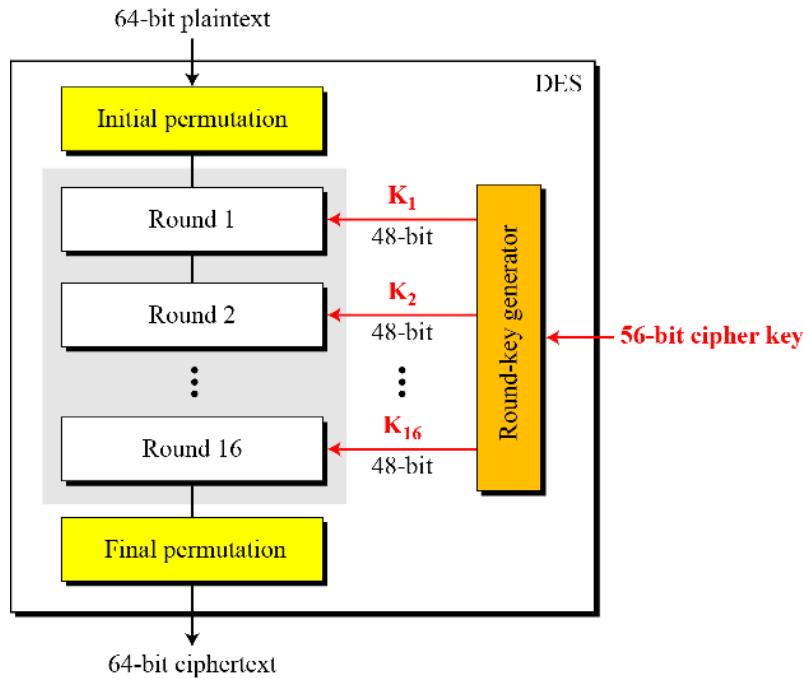 64-bit plaintext
DES
Initial permutation
K1
Round 1
48-bit
K2
Round 2
48-bit
Round-key generator
56-bit cipher key
K16
Round 16
48-bit
Final permutation
64-bit ciphertext